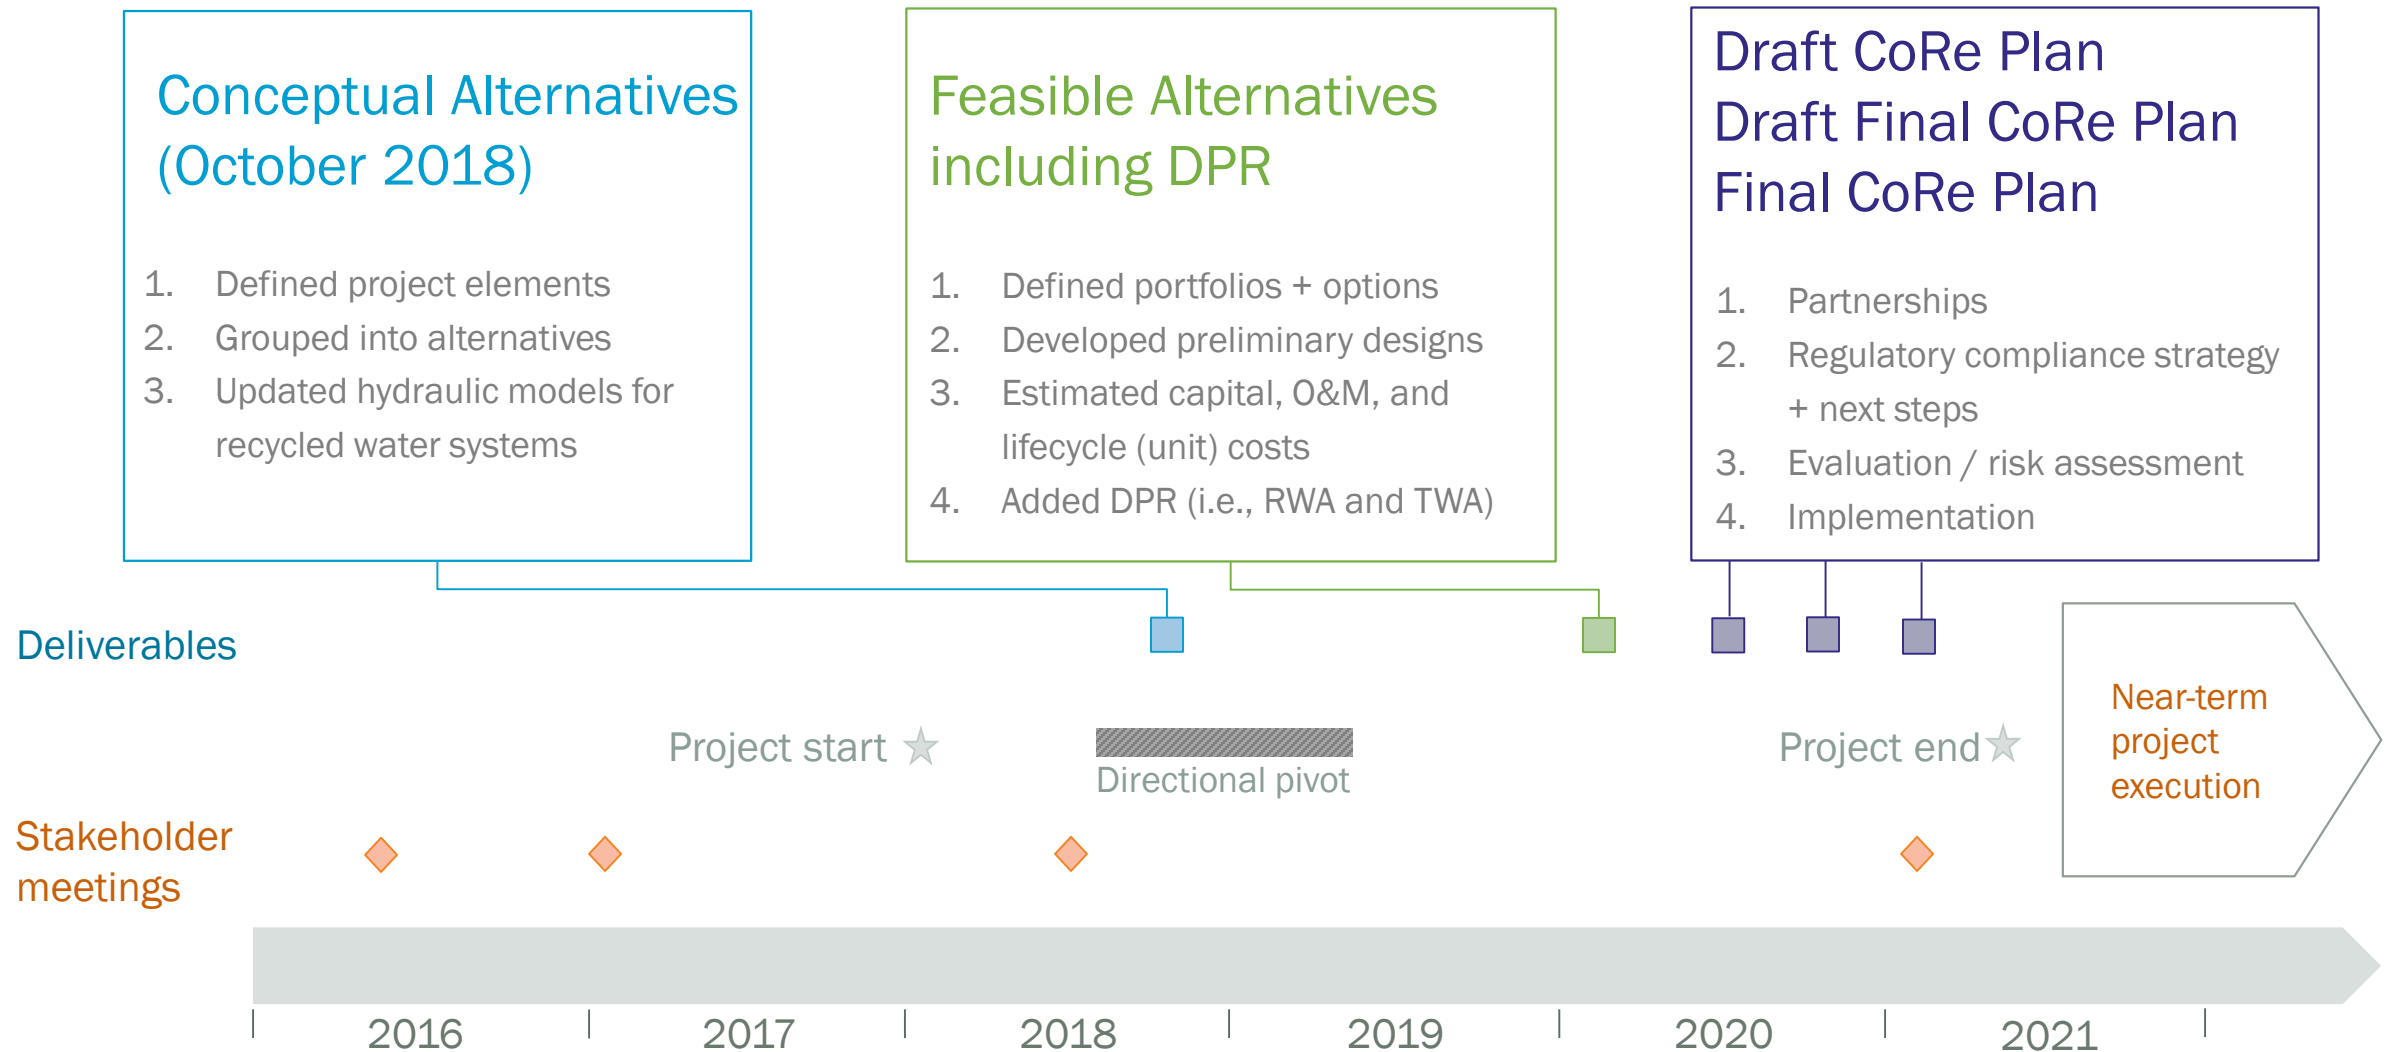 Conceptual Alternatives
(October 2018)
1. Defined project elements
2. Grouped into alternatives
3. Updated hydraulic models for
recycled water systems
Feasible Alternatives
including DPR
1. Defined portfolios + options
2. Developed preliminary designs
3. Estimated capital, O&M, and
lifecycle (unit) costs
4. Added DPR (i.e., RWA and TWA)
Draft CoRe Plan
Draft Final CoRe Plan
Final CoRe Plan
1. Partnerships
2. Regulatory compliance strategy
+ next steps
3. Evaluation / risk assessment
4. Implementation
Deliverables
Project start
Directional pivot
Project end
Near-term
project
execution
Stakeholder
meetings
2016
2017
2018
2019
2020
2021